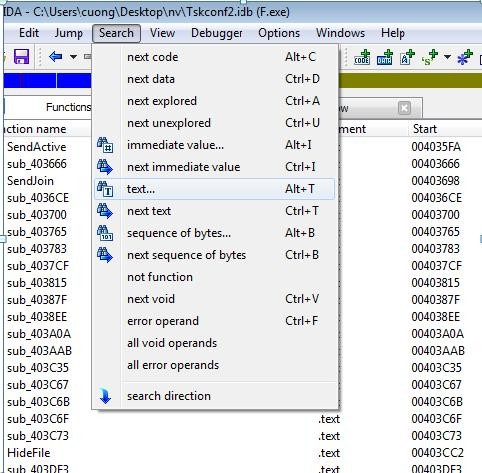 IDA - C:\Users\cuong\Desktop\nv/Tskconf2.idb (F.exe)
Edit Jump Search View Debugger Options Windows Help
Functions
ction name ment Start
next code Alt+C
next data Ctrl+D
next explored Ctrl+A
next unexplored Ctrl+U
immediate value... Alt+I
next immediate value Ctrl+I
text... Alt+T
next text Ctrl+T
sequence of bytes... Alt+B
next sequence of bytes Ctrl+B
not function
next void Ctrl+V
error operand Ctrl+F
all void operands
all error operands
search direction
SendActive 004035FA
sub_403666 00403666
SendJoin 00403698
sub_4036CE 004036CE
sub_403700 00403700
sub_403765 00403765
sub_403783 00403783
sub_4037CF 004037CF
sub_403815 00403815
sub_40387F 0040387F
sub_4038EE 004038EE
sub_403A0A 00403A0A
sub_403AAB 00403AAB
sub_403C35 00403C35
sub_403C67 00403C67
sub_403C6B 00403C6B
sub_403C6F .text 00403C6F
sub_403C73 .text 00403C73
HideFile .text 00403CC2
sub_403DF3 .text 00403DF3